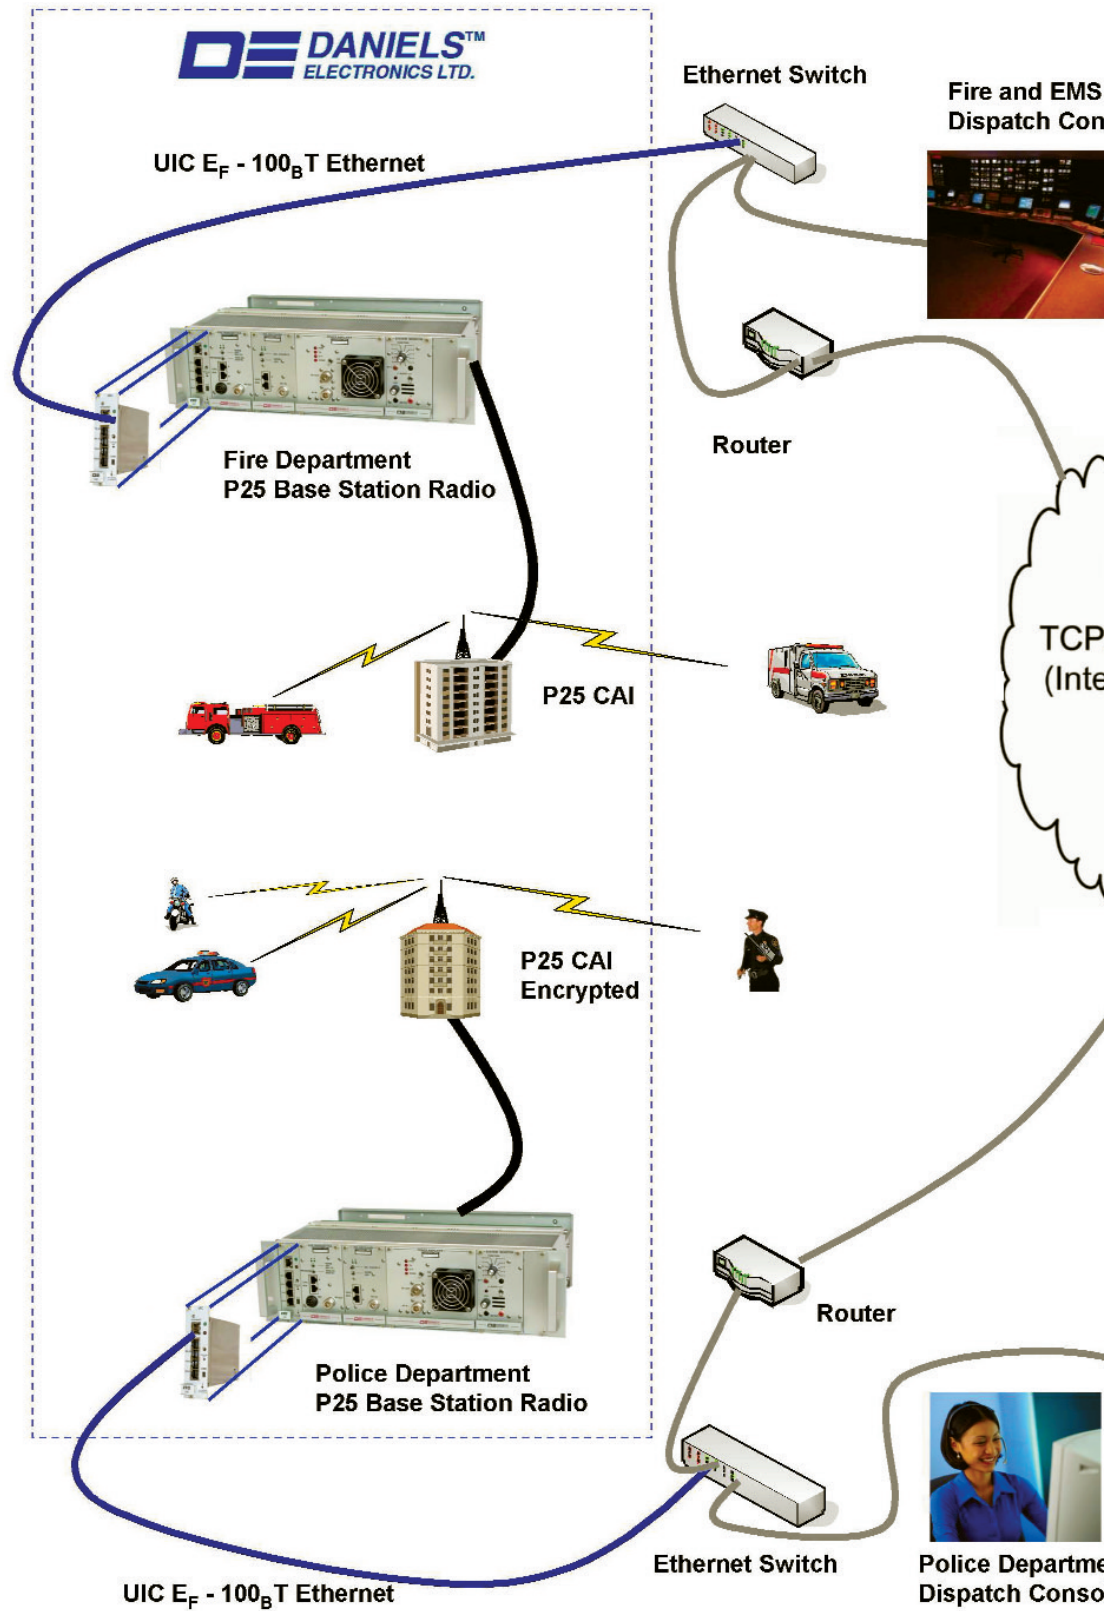 DANIELS™
ELECTRONICS LTD.
Ethernet Switch
Fire and EMS
Dispatch Con
UIC EF - 100BT Ethernet
Router
Fire Department
P25 Base Station Radio
TCP
(Inte
P25 CAI
P25 CAI
Encrypted
Router
Police Department
P25 Base Station Radio
Ethernet Switch
Police Departme
Dispatch Conso
UIC EF - 100BT Ethernet